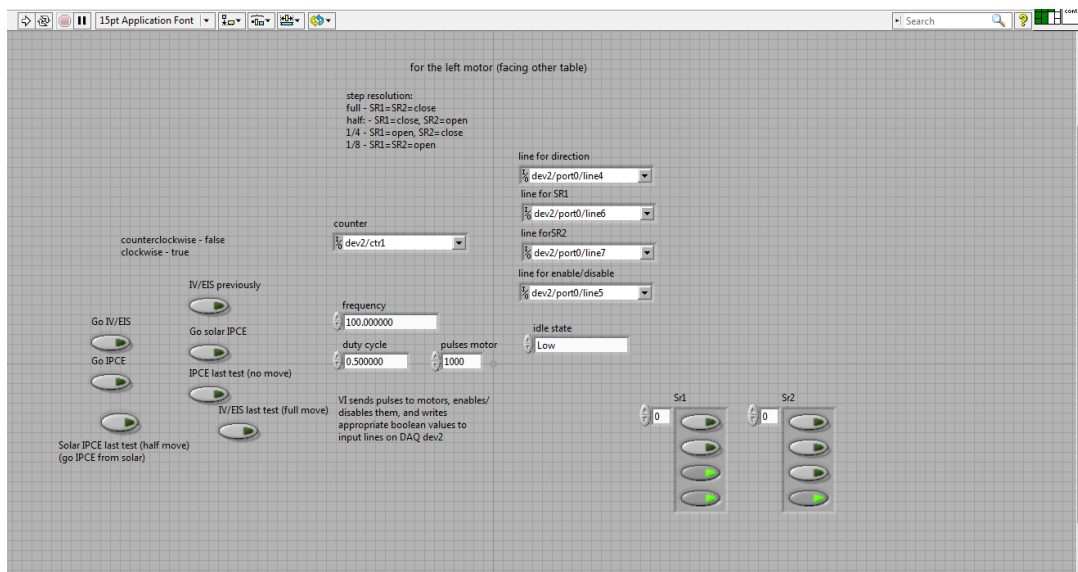 15pt Application Font
Search
cont
for the left motor (facing other table)
step resolution:
full - SR1=SR2=close
half: - SR1=close, SR2=open
1/4 - SR1=open, SR2=close
1/8 - SR1=SR2=open
line for direction
dev2/port0/line4
line for SR1
dev2/port0/line6
line forSR2
dev2/port0/line7
line for enable/disable
dev2/port0/line5
counter
dev2/ctr1
counterclockwise - false
clockwise - true
IV/EIS previously
Go IV/EIS
Go solar IPCE
Go IPCE
IPCE last test (no move)
IV/EIS last test (full move)
Solar IPCE last test (half move)
(go IPCE from solar)
frequency
100.000000
duty cycle
0.500000
pulses motor
1000
idle state
Low
VI sends pulses to motors, enables/
disables them, and writes
appropriate boolean values to
input lines on DAQ dev2
Sr1
0
Sr2
0